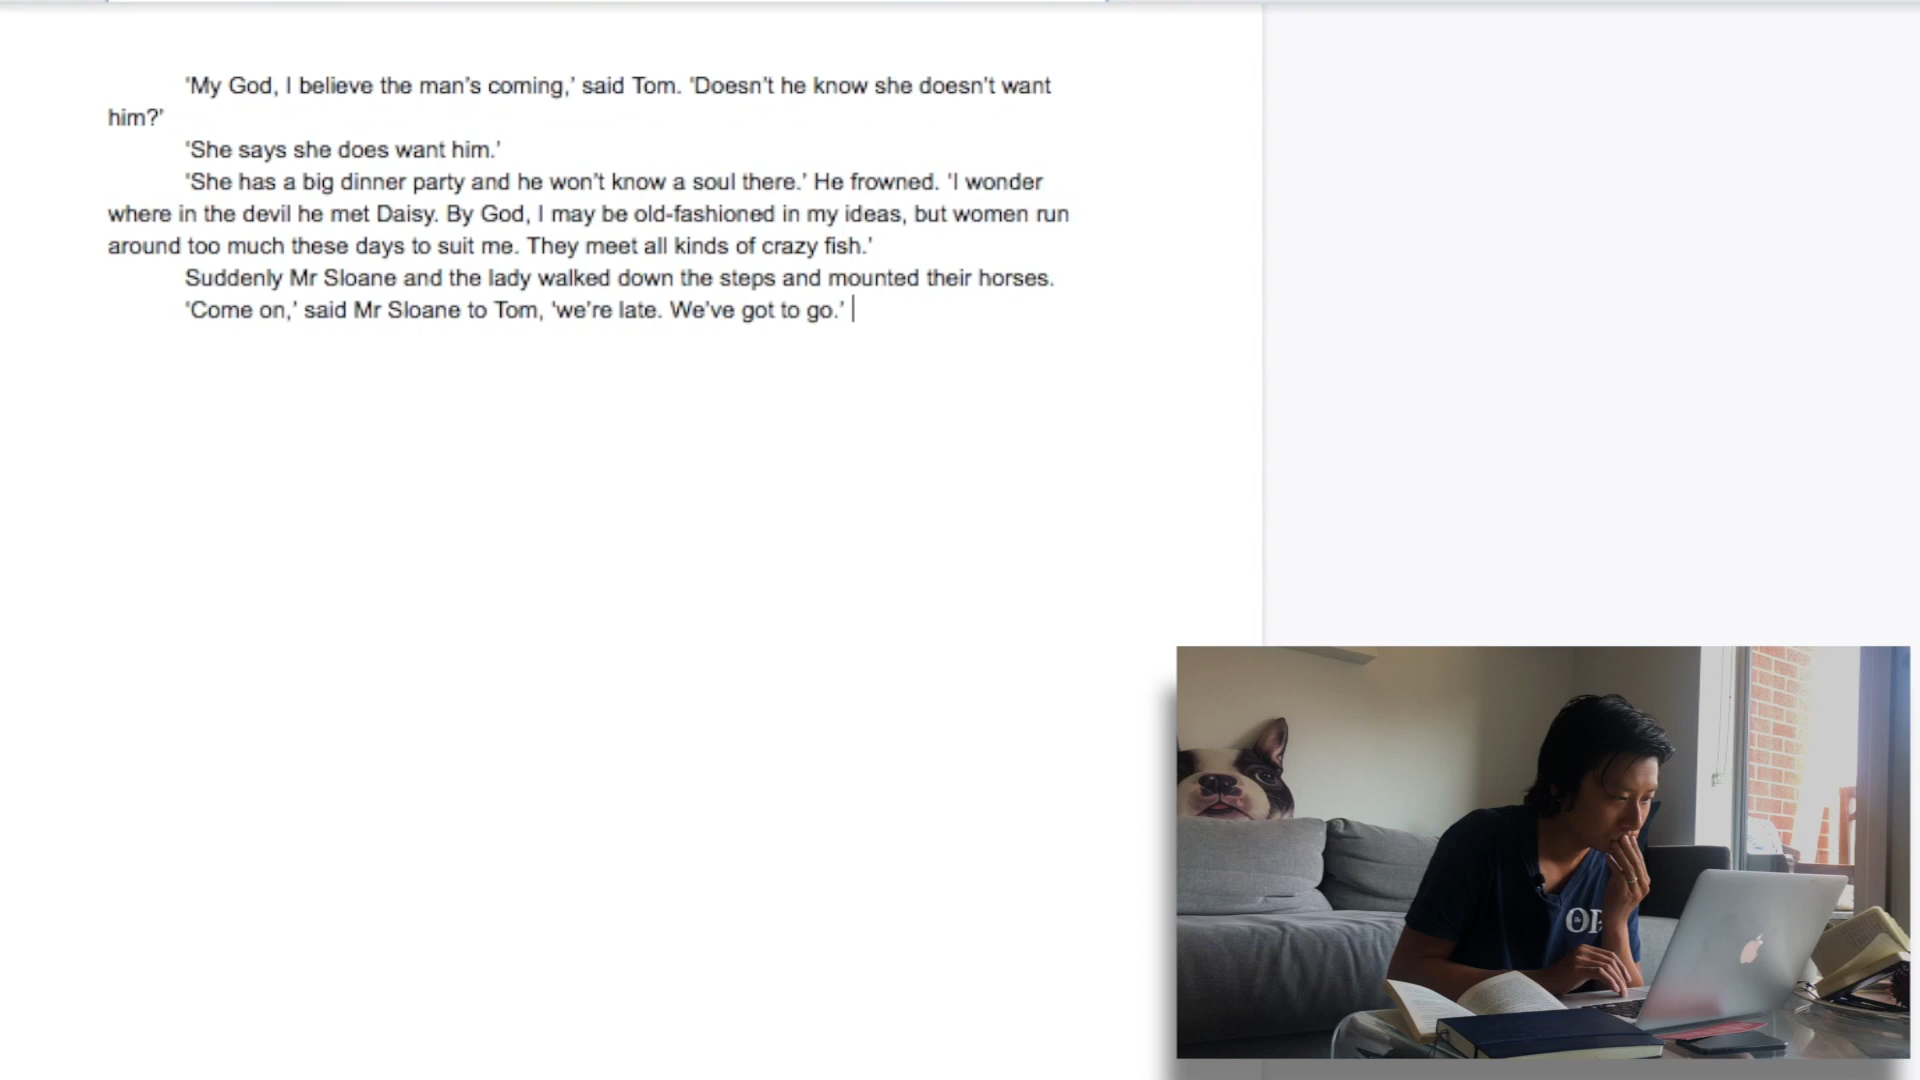 ‘My God, I believe the man’s coming,’ said Tom. ‘Doesn’t he know she doesn’t want
him?’
‘She says she does want him.’
‘She has a big dinner party and he won’t know a soul there.’ He frowned. ‘I wonder
where in the devil he met Daisy. By God, I may be old-fashioned in my ideas, but women run
around too much these days to suit me. They meet all kinds of crazy fish.’
Suddenly Mr Sloane and the lady walked down the steps and mounted their horses.
‘Come on,’ said Mr Sloane to Tom, ‘we’re late. We’ve got to go.’